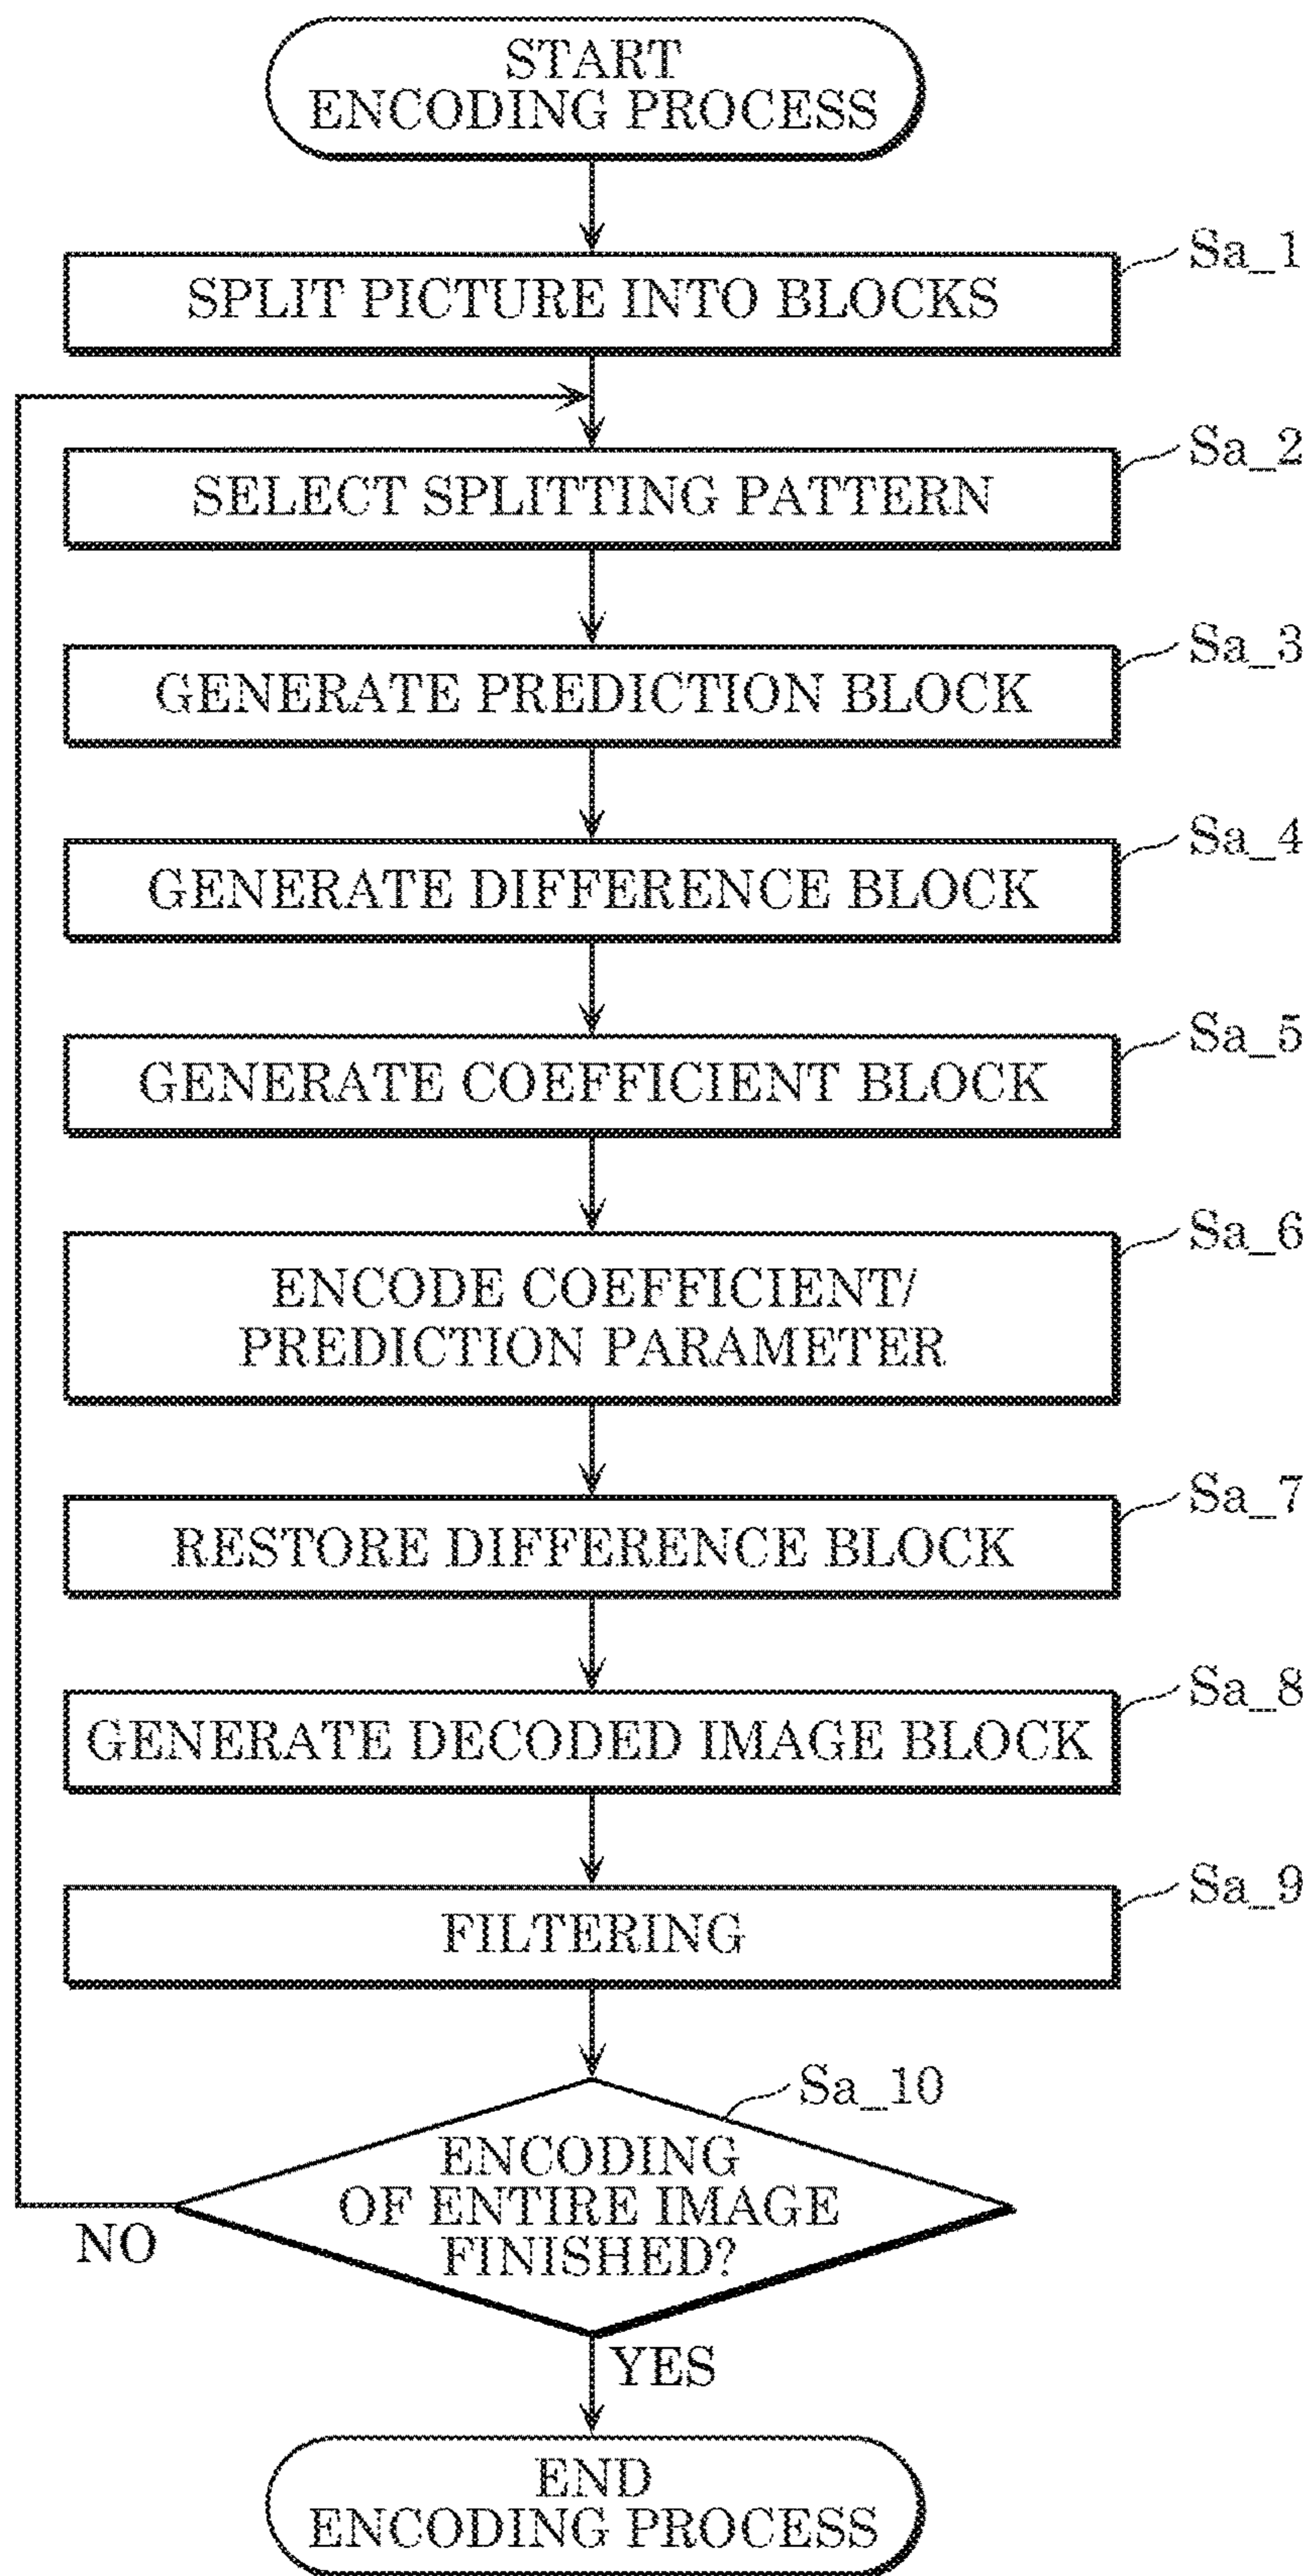 START
ENCODING PROCESS
Sa_1
SPLIT PICTURE INTO BLOCKS
Sa_2
SELECT SPLITTING PATTERN
Sa_3
GENERATE PREDICTION BLOCK
Sa_4
GENERATE DIFFERENCE BLOCK
Sa_5
GENERATE COEFFICIENT BLOCK
Sa_6
ENCODE COEFFICIENT/
PREDICTION PARAMETER
Sa_7
RESTORE DIFFERENCE BLOCK
Sa_8
GENERATE DECODED IMAGE BLOCK
Sa_9
FILTERING
Sa_10
ENCODING
OF ENTIRE IMAGE
FINISHED?
NO
YES
END
ENCODING PROCESS